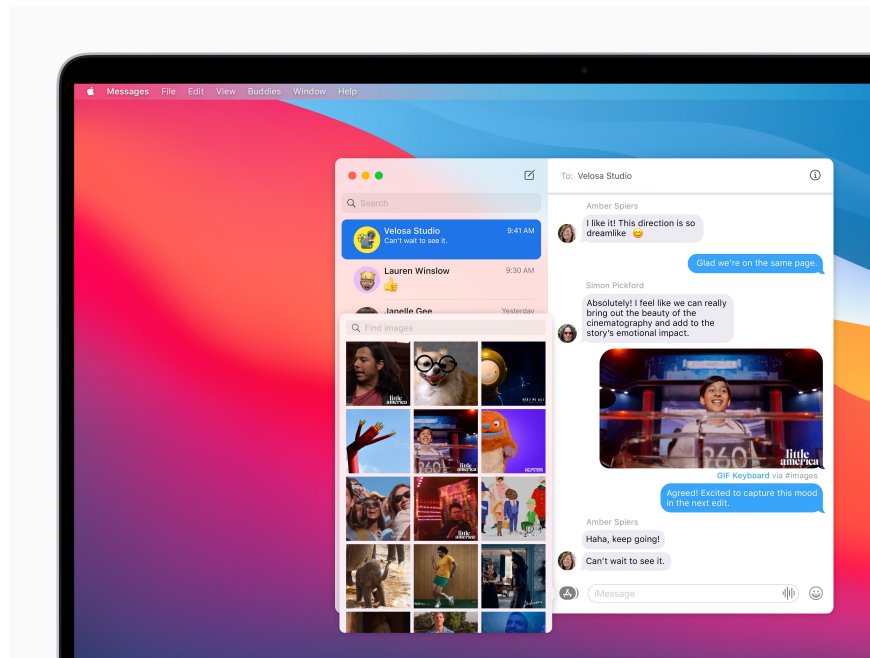 Messages File Edit View Buddies Window Help
To: Velosa Studio
Search
Velosa Studio 9:41 AM
Can't wait to see it.
Lauren Winslow 9:30 AM
Janelle Gee Yesterday
Find images
little
america
little
america
HELPSTERS
little
america
Amber Spiers
I like it! This direction is so
dreamlike 😊
Glad we're on the same page.
Simon Pickford
Absolutely! I feel like we can really
bring out the beauty of the
cinematography and add to the
story's emotional impact.
260
little
america
GIF Keyboard via #images
Agreed! Excited to capture this mood
in the next edit.
Amber Spiers
Haha, keep going!
Can't wait to see it.
iMessage